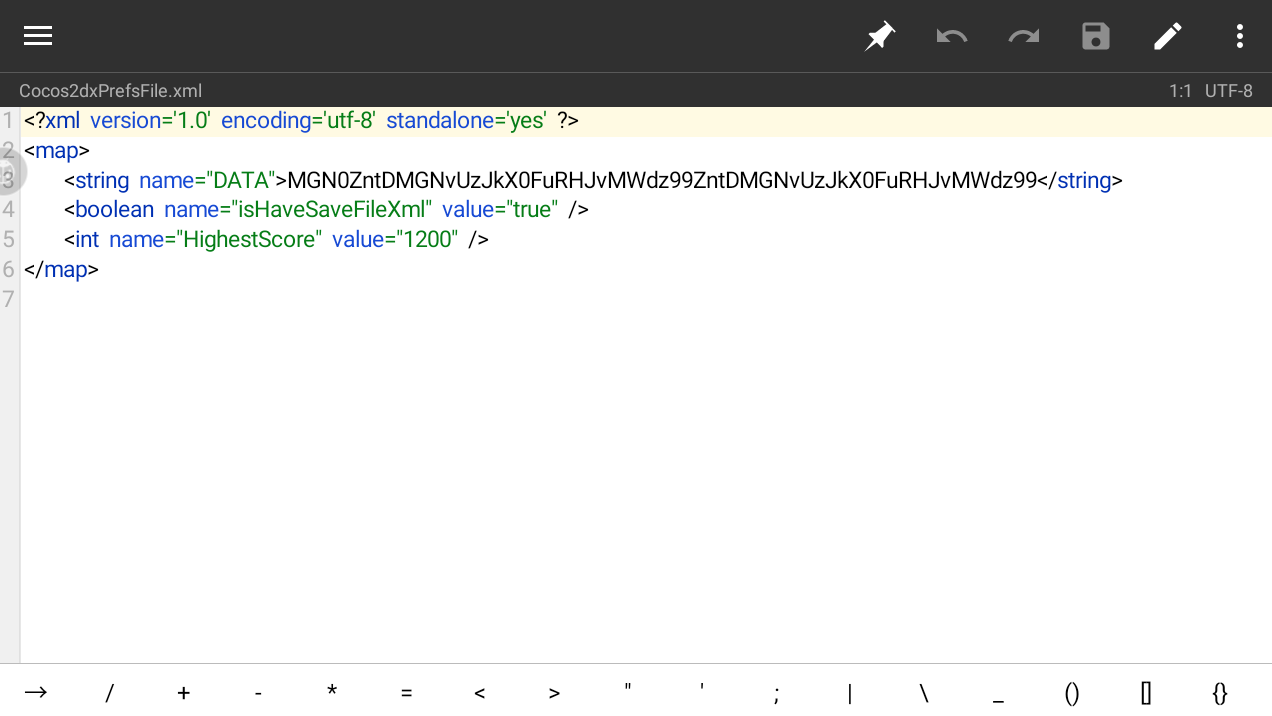 Cocos2dxPrefsFile.xml 1:1 UTF-8
1 <?xml version='1.0' encoding='utf-8' standalone='yes' ?>
2 <map>
3 <string name="DATA">MGN0ZntDMGNvUzJkX0FuRHJvMWdz99ZntDMGNvUzJkX0FuRHJvMWdz99</string>
4 <boolean name="isHaveSaveFileXml" value="true" />
5 <int name="HighestScore" value="1200" />
6 </map>
7
→ / + - * = < > " ' ; | \ _ () [] {}